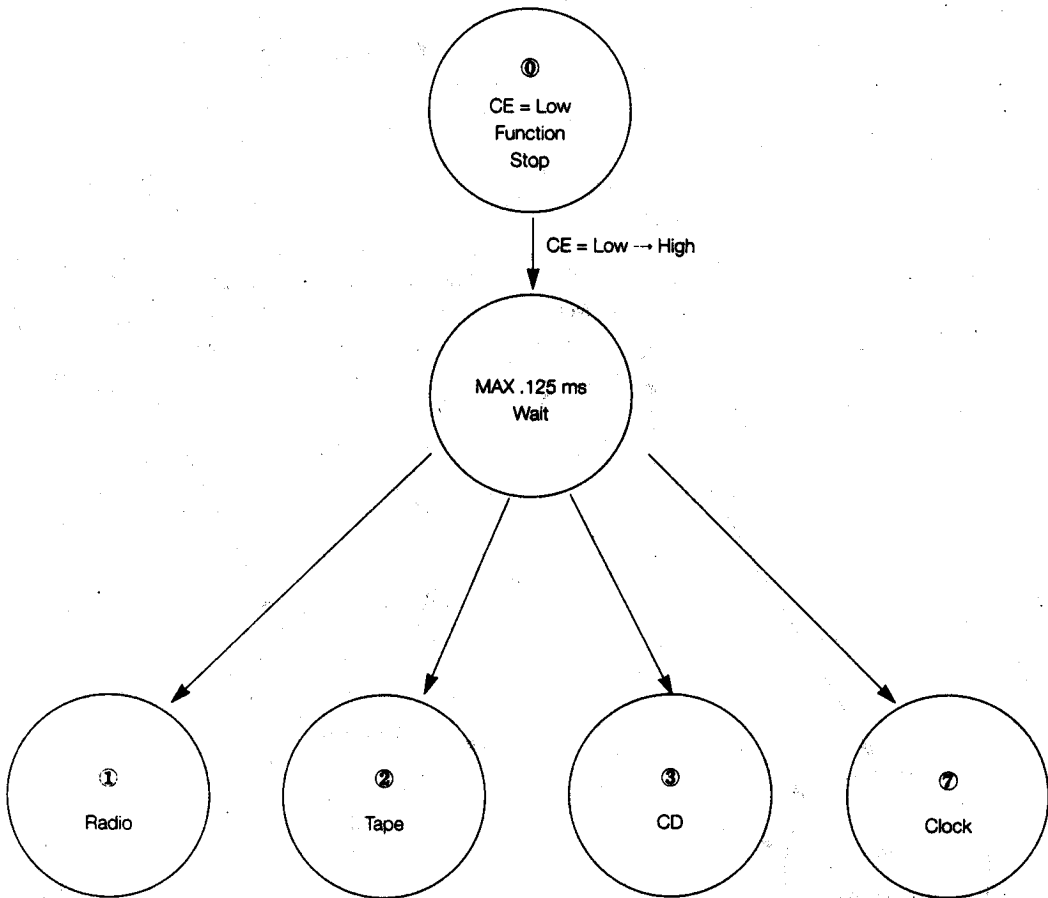 ⓪
CE = Low
Function
Stop
CE = Low → High
MAX .125 ms
Wait
①
Radio
②
Tape
③
CD
⑦
Clock